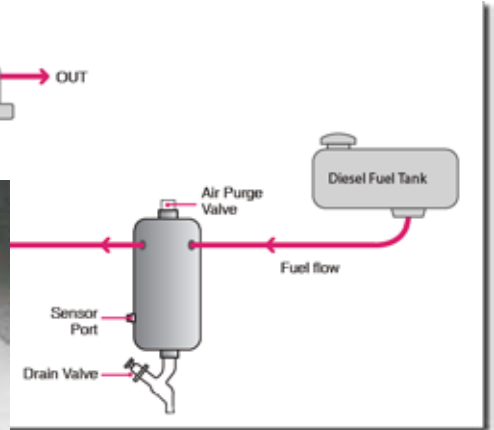 OUT
Diesel Fuel Tank
Air Purge
Valve
Fuel flow
Sensor
Port
Drain Valve